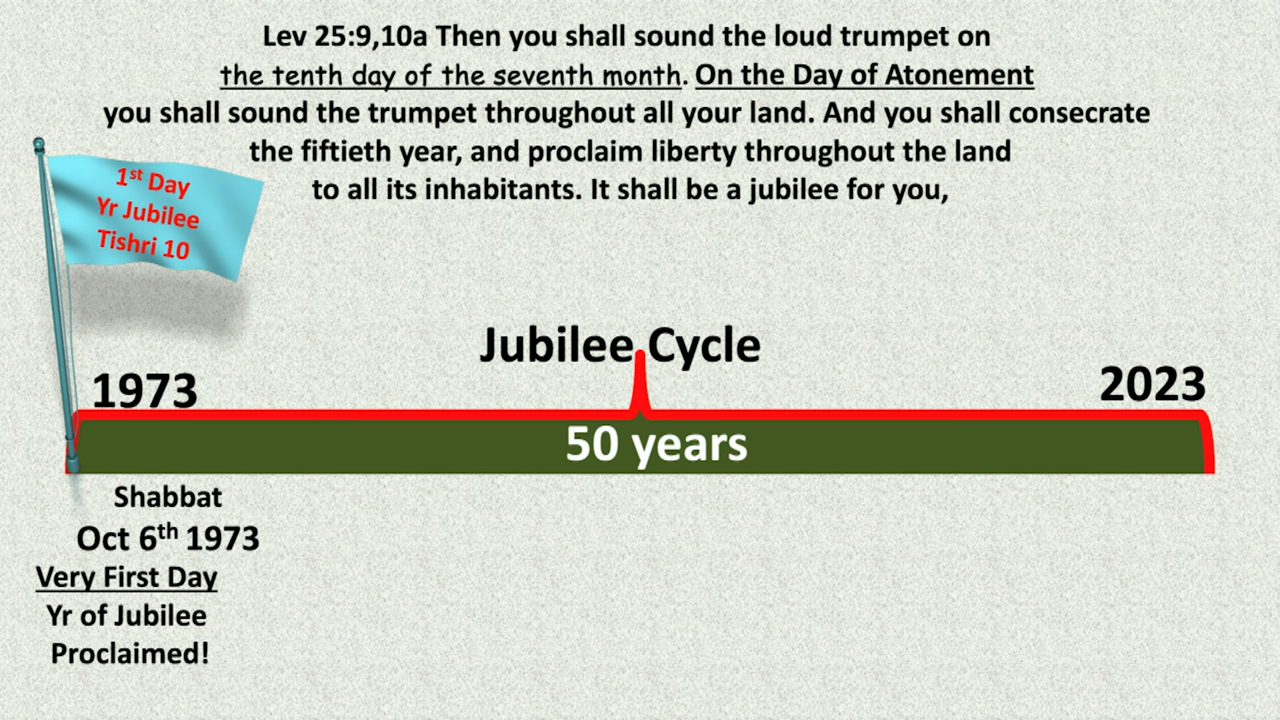 Lev 25:9,10a Then you shall sound the loud trumpet on
the tenth day of the seventh month. On the Day of Atonement
you shall sound the trumpet throughout all your land. And you shall consecrate
the fiftieth year, and proclaim liberty throughout the land
to all its inhabitants. It shall be a jubilee for you,
1st Day
Yr Jubilee
Tishri 10
Jubilee Cycle
1973
2023
50 years
Shabbat
Oct 6th 1973
Very First Day
Yr of Jubilee
Proclaimed!